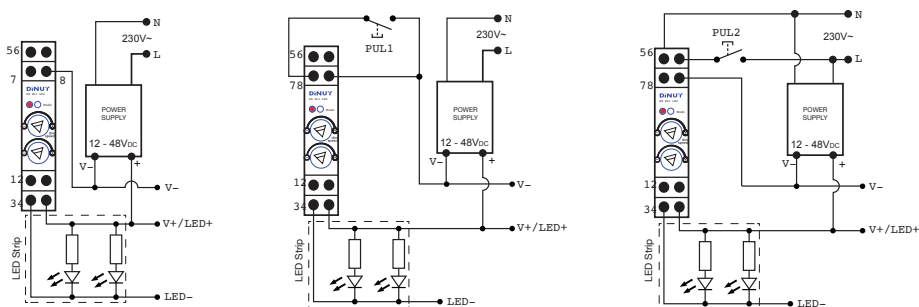 N
230V~
L
56
7
8
DiNUY
POWER
SUPPLY
12 - 48VDC
V-
+
12
34
V-
V+/LED+
LED Strip
LED-
PUL1
N
230V~
L
56
78
DiNUY
POWER
SUPPLY
12 - 48VDC
V-
+
12
34
V-
V+/LED+
LED Strip
LED-
PUL2
N
230V~
L
56
78
DiNUY
POWER
SUPPLY
12 - 48VDC
V-
+
12
34
V-
V+/LED+
LED Strip
LED-